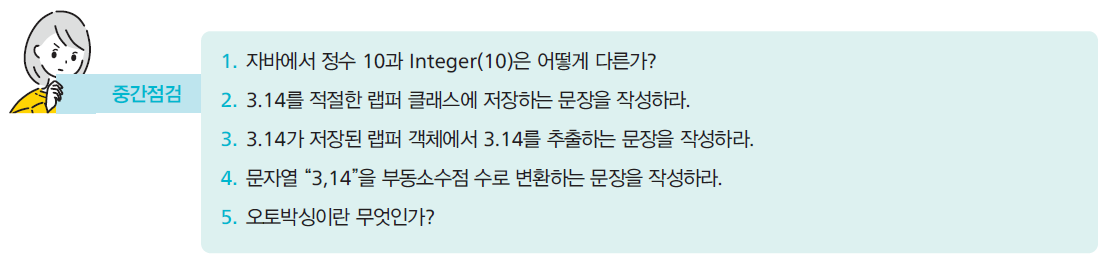 중간점검
1. 자바에서 정수 10과 Integer(10)은 어떻게 다른가?
2. 3.14를 적절한 랩퍼 클래스에 저장하는 문장을 작성하라.
3. 3.14가 저장된 랩퍼 객체에서 3.14를 추출하는 문장을 작성하라.
4. 문자열 “3,14”을 부동소수점 수로 변환하는 문장을 작성하라.
5. 오토박싱이란 무엇인가?